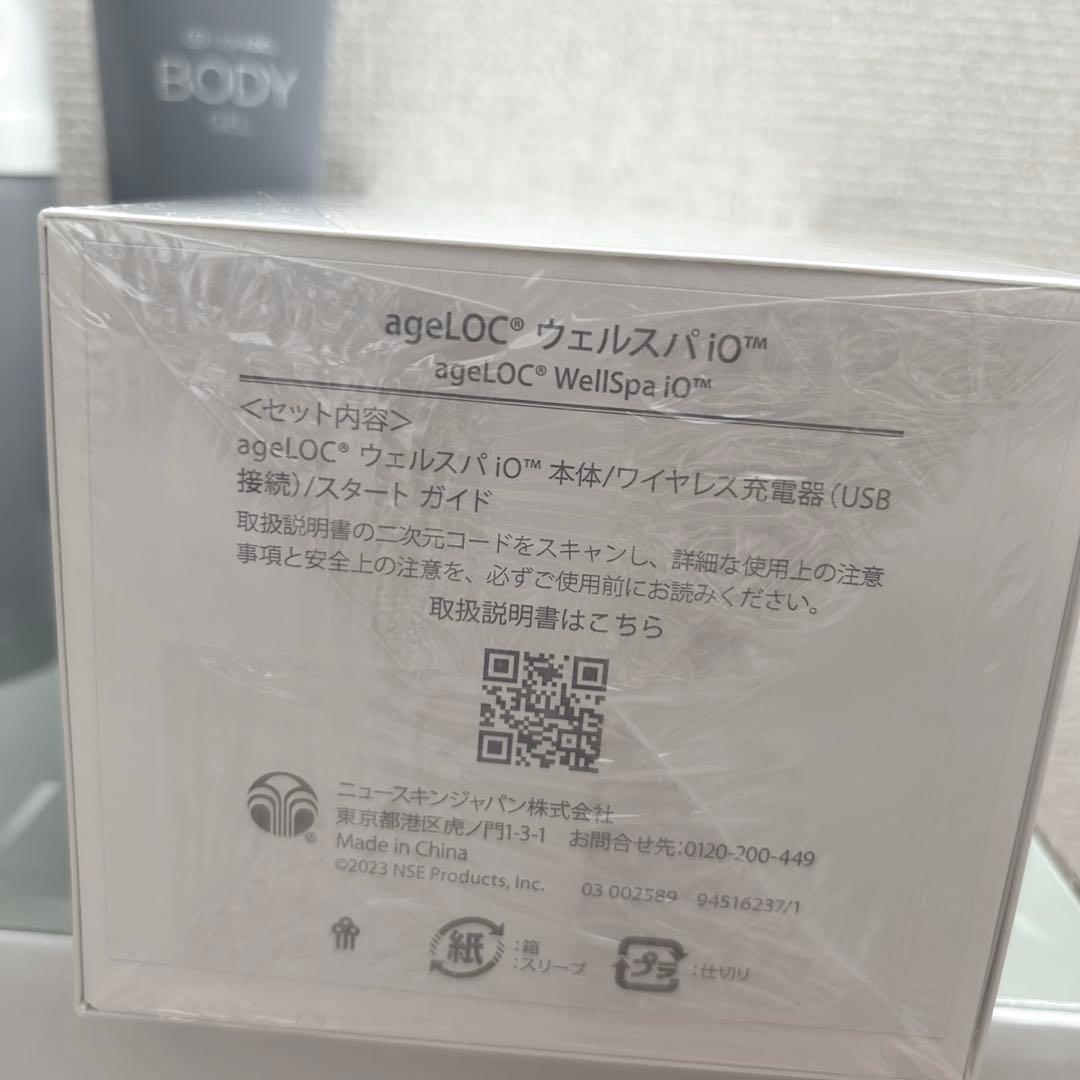 BODY
GEL
ageLOC® ウェルスパ iO™
ageLOC® WellSpa iO™
＜セット内容＞
ageLOC® ウェルスパ iO™ 本体/ワイヤレス充電器（USB
接続）/スタート ガイド
取扱説明書の二次元コードをスキャンし、詳細な使用上の注意
事項と安全上の注意を、必ずご使用前にお読みください。
取扱説明書はこちら
ニュースキンジャパン株式会社
東京都港区虎ノ門1-3-1 お問合せ先：0120-200-449
Made in China
©2023 NSE Products, Inc. 03 002589 94516237/1
紙 ：箱
：スリーブ
プラ ：仕切り